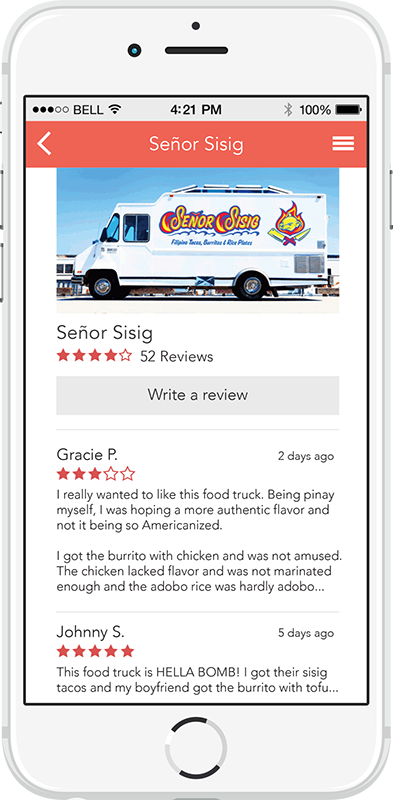 BELL 4:21 PM 100%
Señor Sisig
SEÑOR SISIG
Filipino Tacos, Burritos & Rice Plates
Señor Sisig
52 Reviews
Write a review
Gracie P. 2 days ago
I really wanted to like this food truck. Being pinay
myself, I was hoping a more authentic flavor and
not it being so Americanized.
I got the burrito with chicken and was not amused.
The chicken lacked flavor and was not marinated
enough and the adobo rice was hardly adobo...
Johnny S. 5 days ago
This food truck is HELLA BOMB! I got their sisig
tacos and my boyfriend got the burrito with tofu...